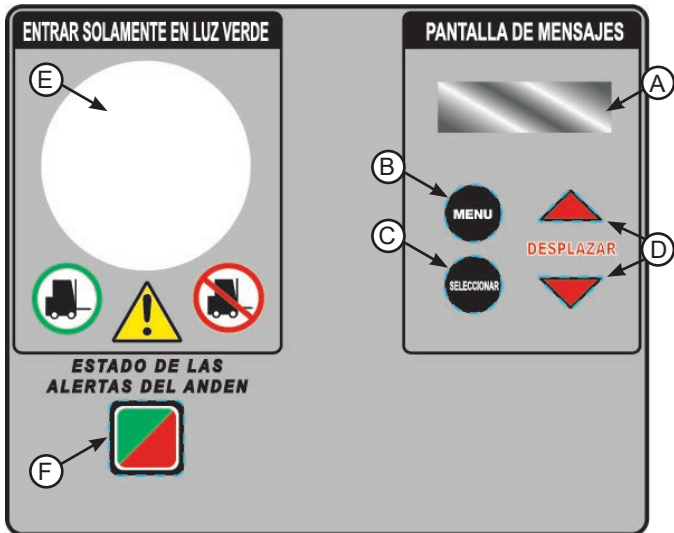 ENTRAR SOLAMENTE EN LUZ VERDE
E
ESTADO DE LAS
ALERTAS DEL ANDEN
F
PANTALLA DE MENSAJES
A
B
MENU
C
SELECCIONAR
DESPLAZAR
D